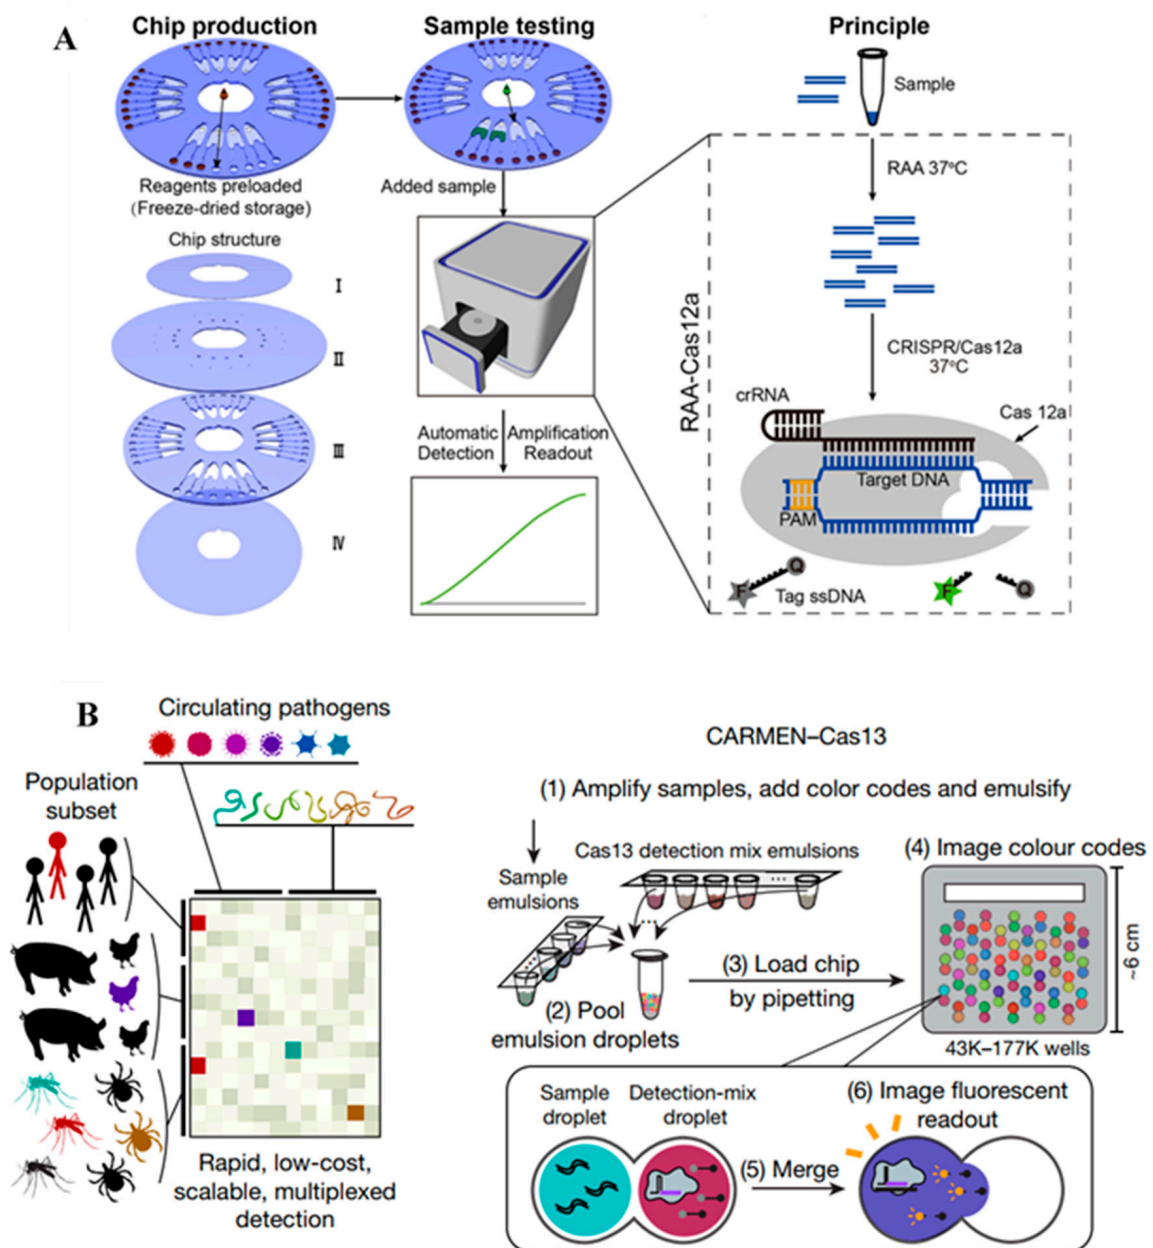 A
Chip production
Sample testing
Principle
Sample
Reagents preloaded
(Freeze-dried storage)
Added sample
RAA 37°C
Chip structure
I
II
III
IV
Automatic
Detection
Amplification
Readout
RAA-Cas12a
CRISPR/Cas12a
37°C
crRNA
Cas 12a
Target DNA
PAM
F
Q
Tag ssDNA
F
Q
B
Circulating pathogens
Population
subset
Rapid, low-cost,
scalable, multiplexed
detection
CARMEN–Cas13
(1) Amplify samples, add color codes and emulsify
Cas13 detection mix emulsions
Sample
emulsions
(2) Pool
emulsion droplets
(3) Load chip
by pipetting
(4) Image colour codes
~6 cm
43K–177K wells
Sample
droplet
Detection-mix
droplet
(5) Merge
(6) Image fluorescent
readout